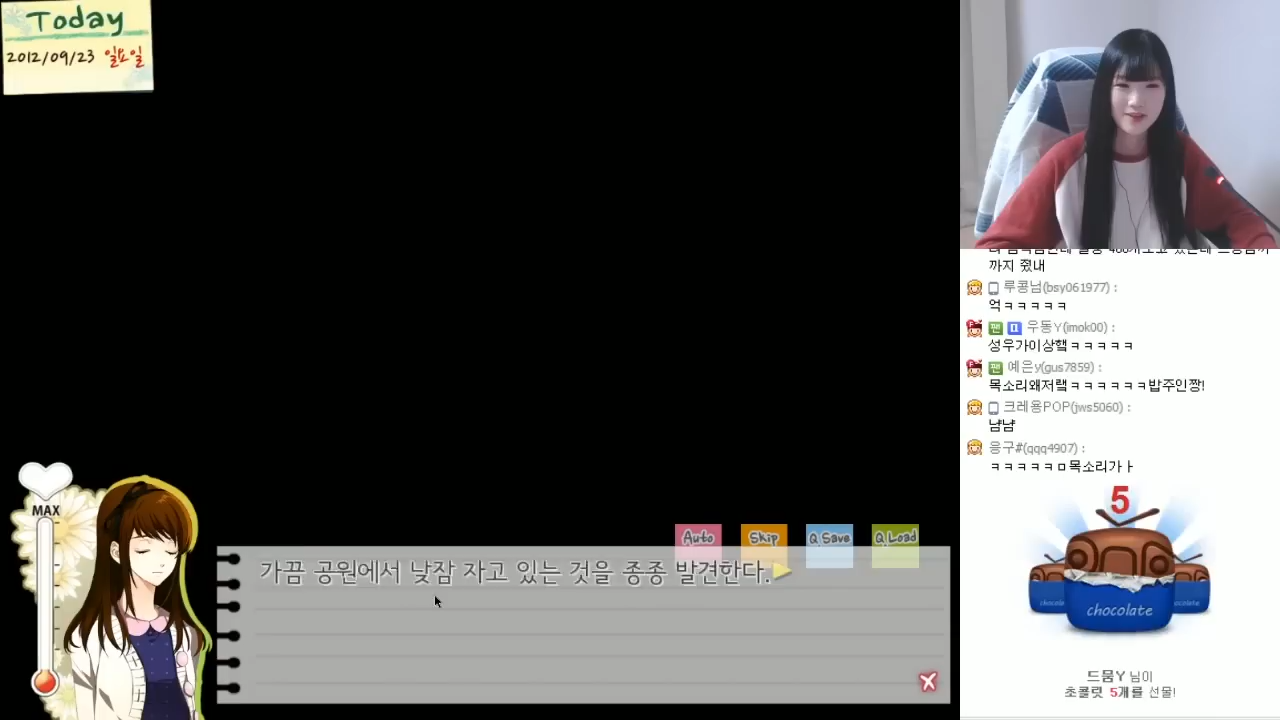 Today
2012/09/23 일요일
MAX
Auto
Skip
Q.Save
Q.Load
가끔 공원에서 낮잠 자고 있는 것을 종종 발견한다.
까지 줬내
루콩님(bsy061977) :
억ㅋㅋㅋㅋㅋ
팬 우동Y(imok00) :
성우가이상햌ㅋㅋㅋㅋㅋ
팬 예은y(gus7859) :
목소리왜저랰ㅋㅋㅋㅋㅋㅋ밥주인짱!
크레용POP(jws5060) :
냠냠
응구#(qqq4907) :
ㅋㅋㅋㅋㅋㅁ목소리가ㅏ
5
chocolate
드뭄Y 님이
초콜릿 5개를 선물!